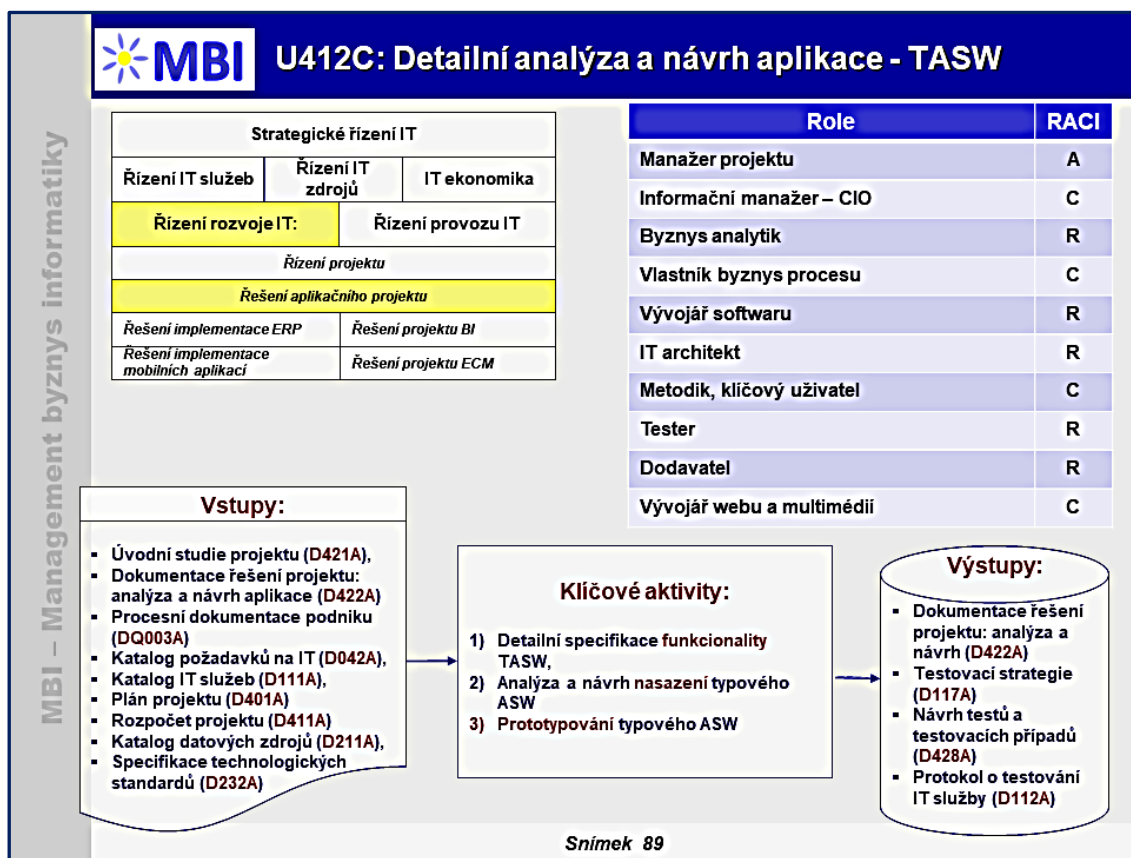 MBI – Management byznys informatiky
MBI
U412C: Detailní analýza a návrh aplikace - TASW
Strategické řízení IT
Řízení IT služeb
Řízení IT
zdrojů
IT ekonomika
Řízení rozvoje IT:
Řízení provozu IT
Řízení projektu
Řešení aplikačního projektu
Řešení implementace ERP
Řešení projektu BI
Řešení implementace
mobilních aplikací
Řešení projektu ECM
Role RACI
Manažer projektu A
Informační manažer – CIO C
Byznys analytik R
Vlastník byznys procesu C
Vývojář softwaru R
IT architekt R
Metodik, klíčový uživatel C
Tester R
Dodavatel R
Vývojář webu a multimédií C
Vstupy:
▪ Úvodní studie projektu (D421A),
▪ Dokumentace řešení projektu:
analýza a návrh aplikace (D422A)
▪ Procesní dokumentace podniku
(DQ003A)
▪ Katalog požadavků na IT (D042A),
▪ Katalog IT služeb (D111A),
▪ Plán projektu (D401A)
▪ Rozpočet projektu (D411A)
▪ Katalog datových zdrojů (D211A),
▪ Specifikace technologických
standardů (D232A)
Klíčové aktivity:
1) Detailní specifikace funkcionality
TASW,
2) Analýza a návrh nasazení typového
ASW
3) Prototypování typového ASW
Výstupy:
▪ Dokumentace řešení
projektu: analýza a
návrh (D422A)
▪ Testovací strategie
(D117A)
▪ Návrh testů a
testovacích případů
(D428A)
▪ Protokol o testování
IT služby (D112A)
Snímek 89